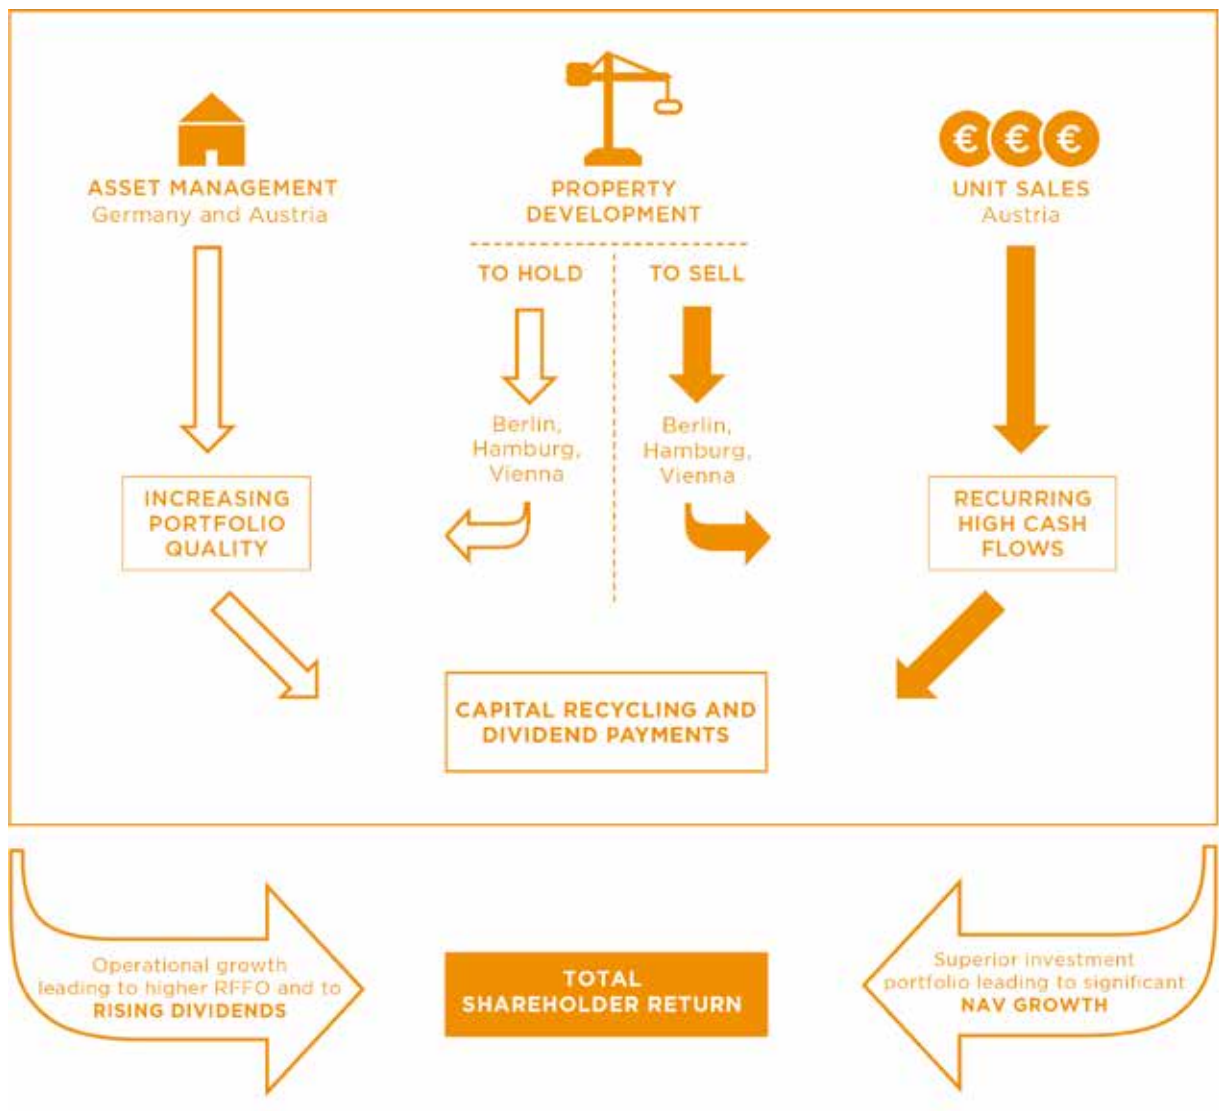 ASSET MANAGEMENT
Germany and Austria
PROPERTY
DEVELOPMENT
€ € €
UNIT SALES
Austria
TO HOLD
TO SELL
Berlin,
Hamburg,
Vienna
Berlin,
Hamburg,
Vienna
INCREASING
PORTFOLIO
QUALITY
RECURRING
HIGH CASH
FLOWS
CAPITAL RECYCLING AND
DIVIDEND PAYMENTS
Operational growth
leading to higher RFFO and to
RISING DIVIDENDS
TOTAL
SHAREHOLDER RETURN
Superior investment
portfolio leading to significant
NAV GROWTH